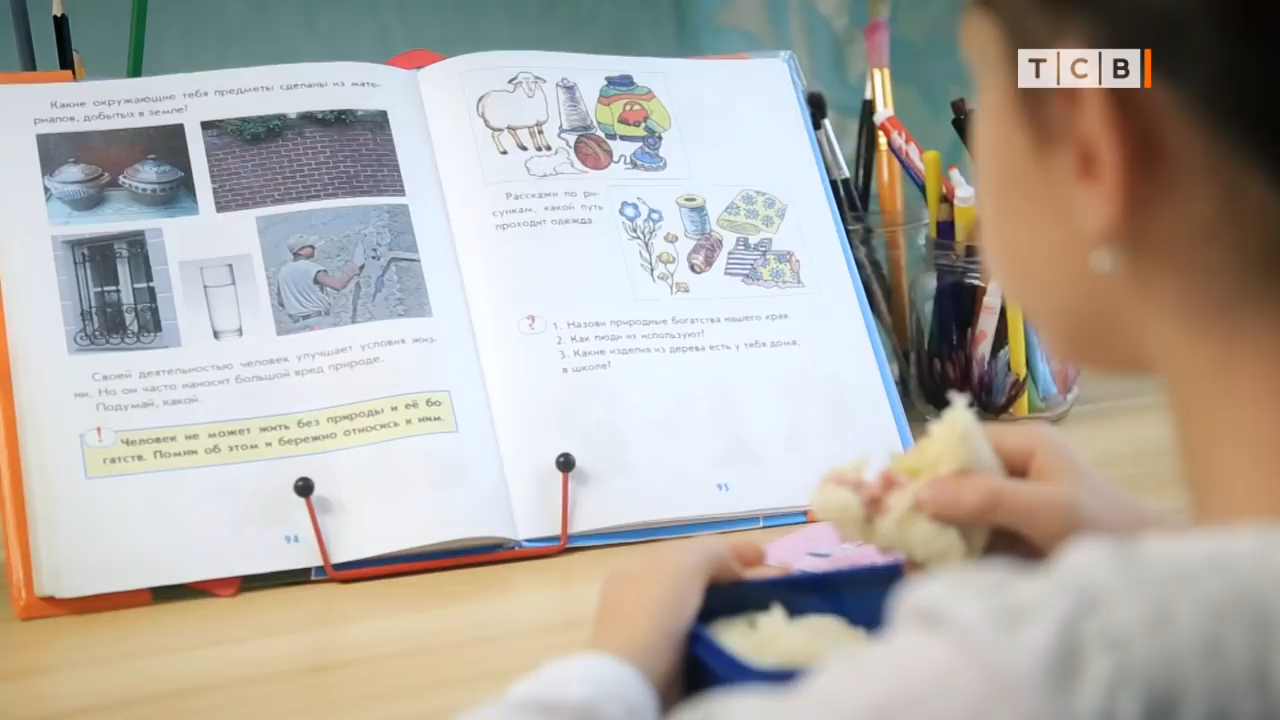 Какие окружающие тебя предметы сделаны из мате-
риалов, добытых в земле?
Своей деятельностью человек улучшает условия жиз-
ни. Но он часто наносит большой вред природе.
Подумай, какой.
! Человек не может жить без природы и её бо-
гатств. Помни об этом и бережно относись к ним.
94
Расскажи по ри-
сункам, какой путь
проходит одежда.
? 1. Назови природные богатства нашего края.
2. Как люди их используют?
3. Какие изделия из дерева есть у тебя дома,
в школе?
95
ТСВ